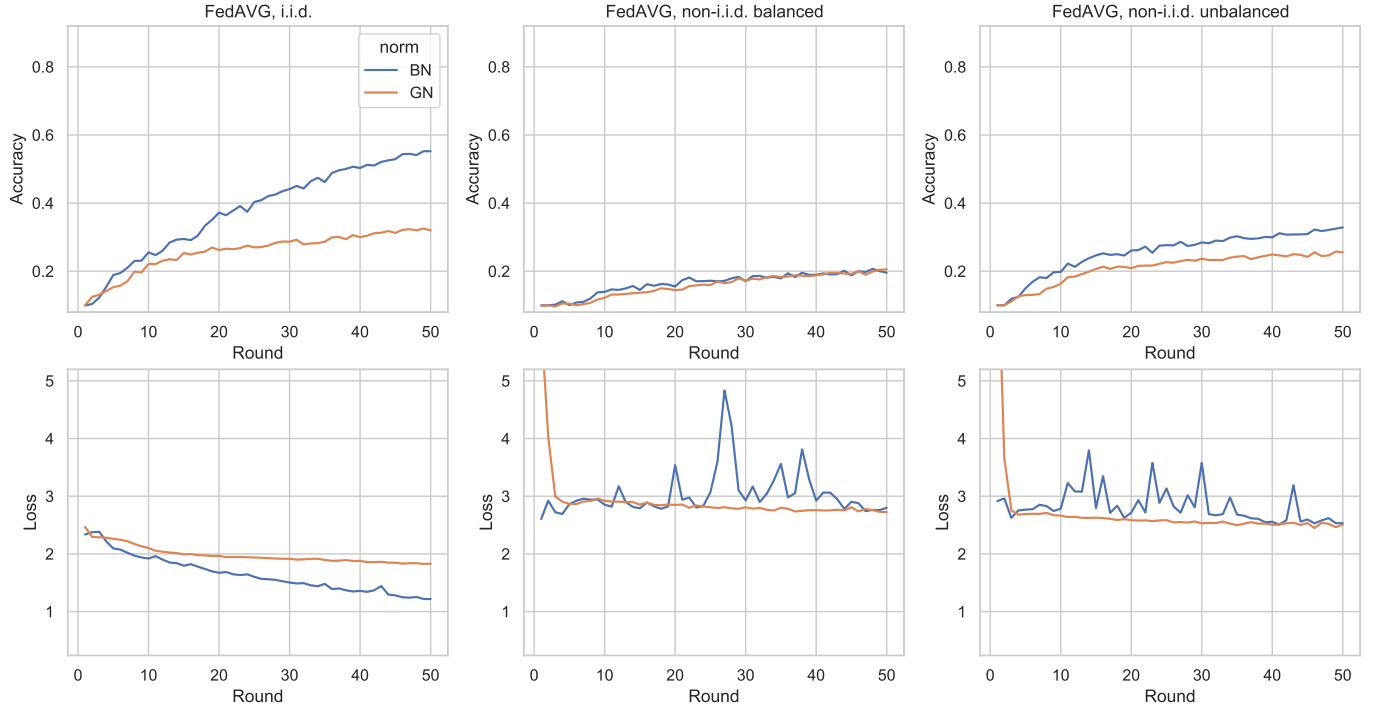 FedAVG, i.i.d.
FedAVG, non-i.i.d. balanced
FedAVG, non-i.i.d. unbalanced
norm
BN
GN
Accuracy
0.8
0.6
0.4
0.2
0 10 20 30 40 50
Round
Accuracy
0.8
0.6
0.4
0.2
0 10 20 30 40 50
Round
Accuracy
0.8
0.6
0.4
0.2
0 10 20 30 40 50
Round
Loss
5
4
3
2
1
0 10 20 30 40 50
Round
Loss
5
4
3
2
1
0 10 20 30 40 50
Round
Loss
5
4
3
2
1
0 10 20 30 40 50
Round